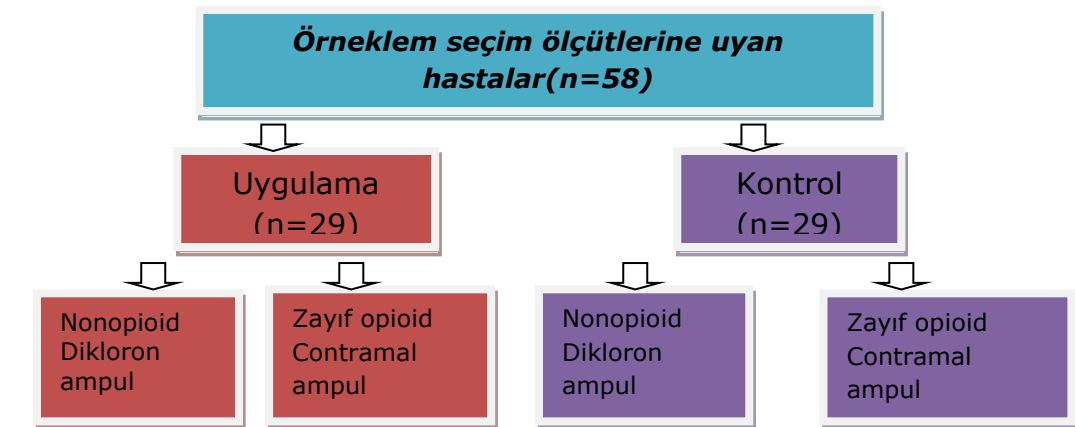 Örneklem seçim ölçütlerine uyan
hastalar(n=58)
Uygulama
(n=29)
Kontrol
(n=29)
Nonopioid
Dikloron
ampul
Zayıf opioid
Contramal
ampul
Nonopioid
Dikloron
ampul
Zayıf opioid
Contramal
ampul